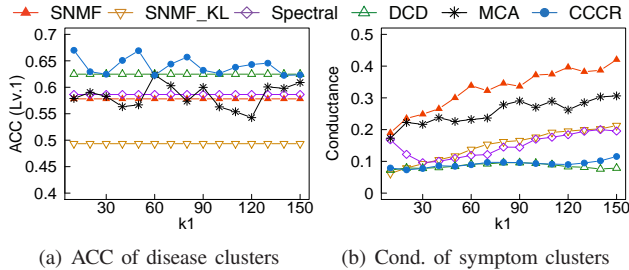 SNMF SNMF_KL Spectral DCD MCA CCCR
ACC (Lv.1)
0.7
0.65
0.6
0.55
0.5
0.45
0.4
30 60 90 120 150
k1
Conductance
0.5
0.4
0.3
0.2
0.1
0
30 60 90 120 150
k1
(a) ACC of disease clusters
(b) Cond. of symptom clusters